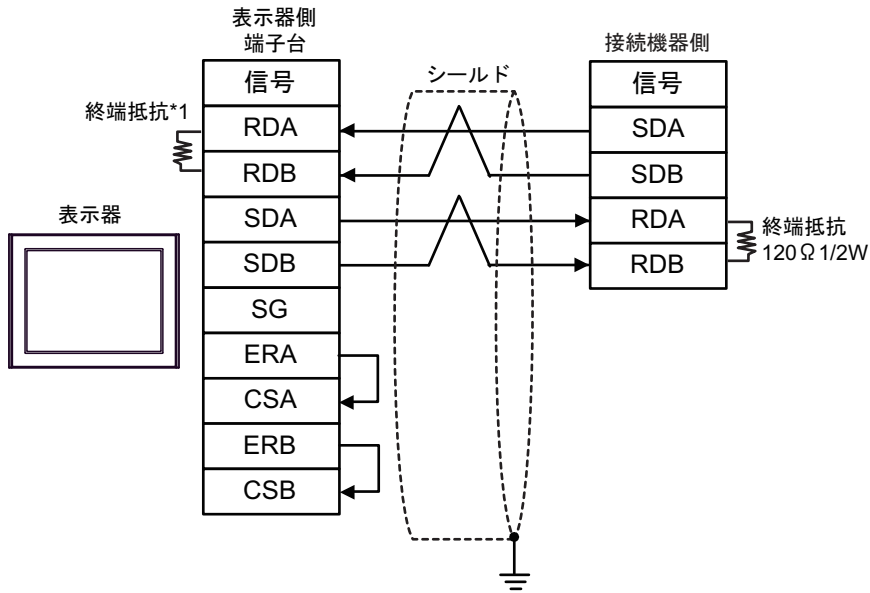 表示器側
端子台
信号
RDA
RDB
SDA
SDB
SG
ERA
CSA
ERB
CSB
終端抵抗*1
表示器
シールド
接続機器側
信号
SDA
SDB
RDA
RDB
終端抵抗
120Ω1/2W